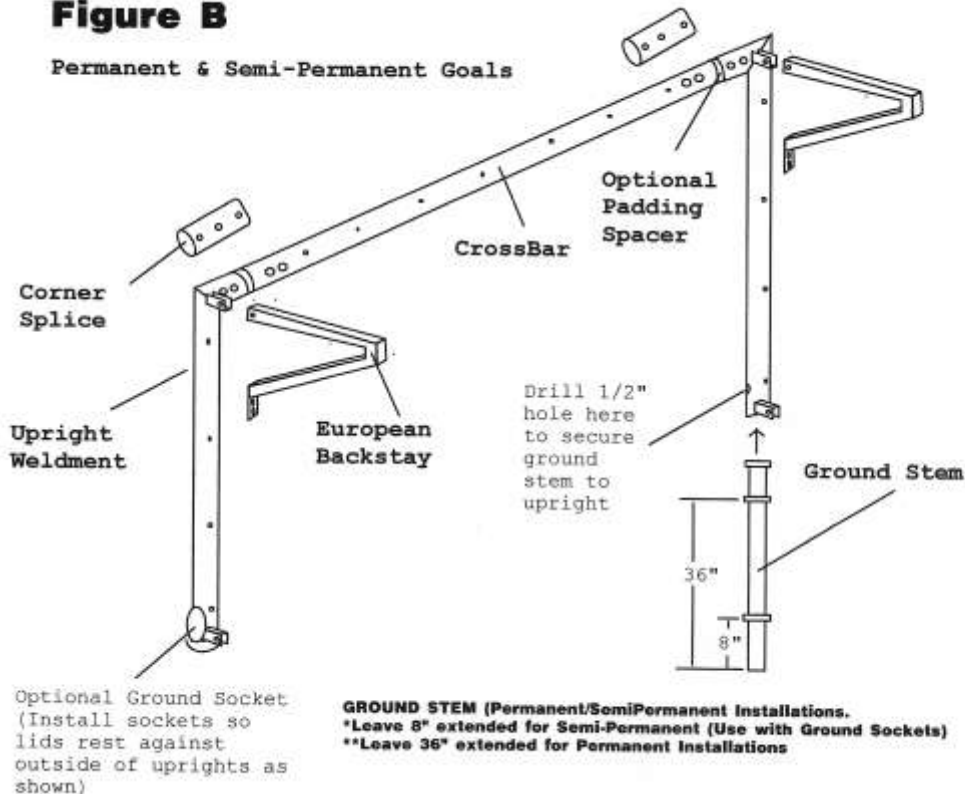 Figure B
Permanent & Semi-Permanent Goals
Optional
Padding
Spacer
CrossBar
Corner
Splice
Upright
Weldment
European
Backstay
Drill 1/2"
hole here
to secure
ground
stem to
upright
Ground Stem
36"
8"
Optional Ground Socket
(Install sockets so
lids rest against
outside of uprights as
shown)
GROUND STEM (Permanent/SemiPermanent Installations.
*Leave 8" extended for Semi-Permanent (Use with Ground Sockets)
**Leave 36" extended for Permanent Installations